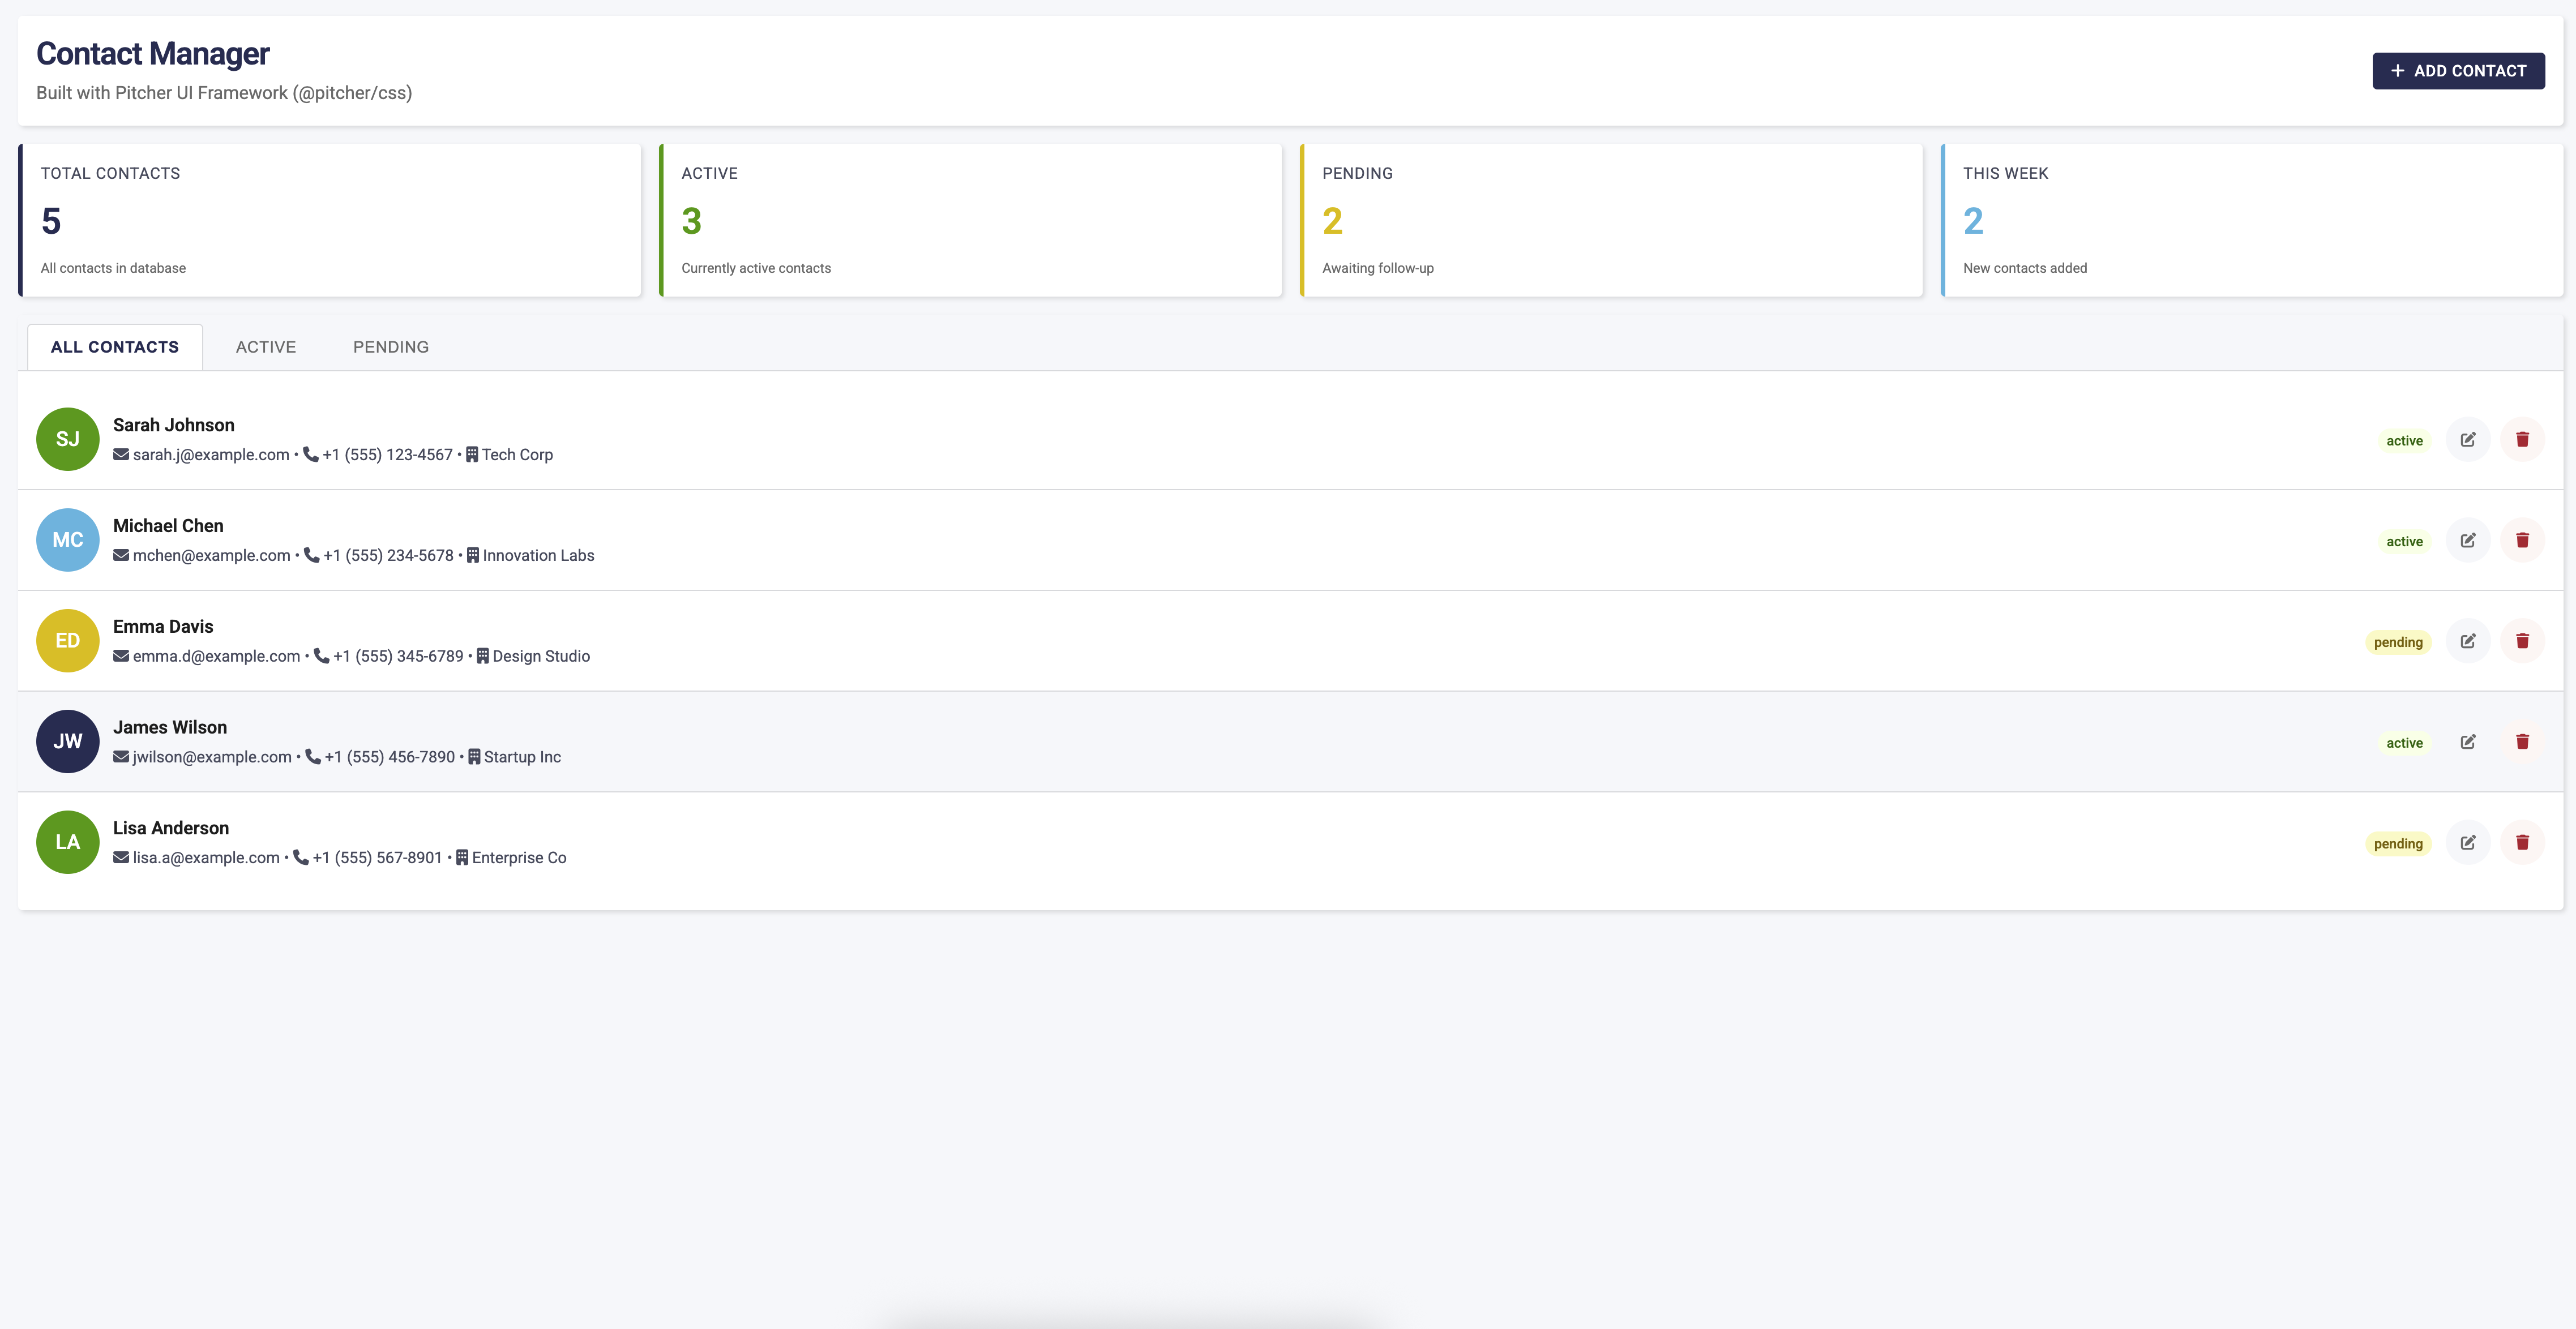 Contact Manager
Built with Pitcher UI Framework (@pitcher/css)
+ ADD CONTACT
TOTAL CONTACTS
5
All contacts in database
ACTIVE
3
Currently active contacts
PENDING
2
Awaiting follow-up
THIS WEEK
2
New contacts added
ALL CONTACTS
ACTIVE
PENDING
SJ
Sarah Johnson
sarah.j@example.com • +1 (555) 123-4567 • Tech Corp
active
MC
Michael Chen
mchen@example.com • +1 (555) 234-5678 • Innovation Labs
active
ED
Emma Davis
emma.d@example.com • +1 (555) 345-6789 • Design Studio
pending
JW
James Wilson
jwilson@example.com • +1 (555) 456-7890 • Startup Inc
active
LA
Lisa Anderson
lisa.a@example.com • +1 (555) 567-8901 • Enterprise Co
pending